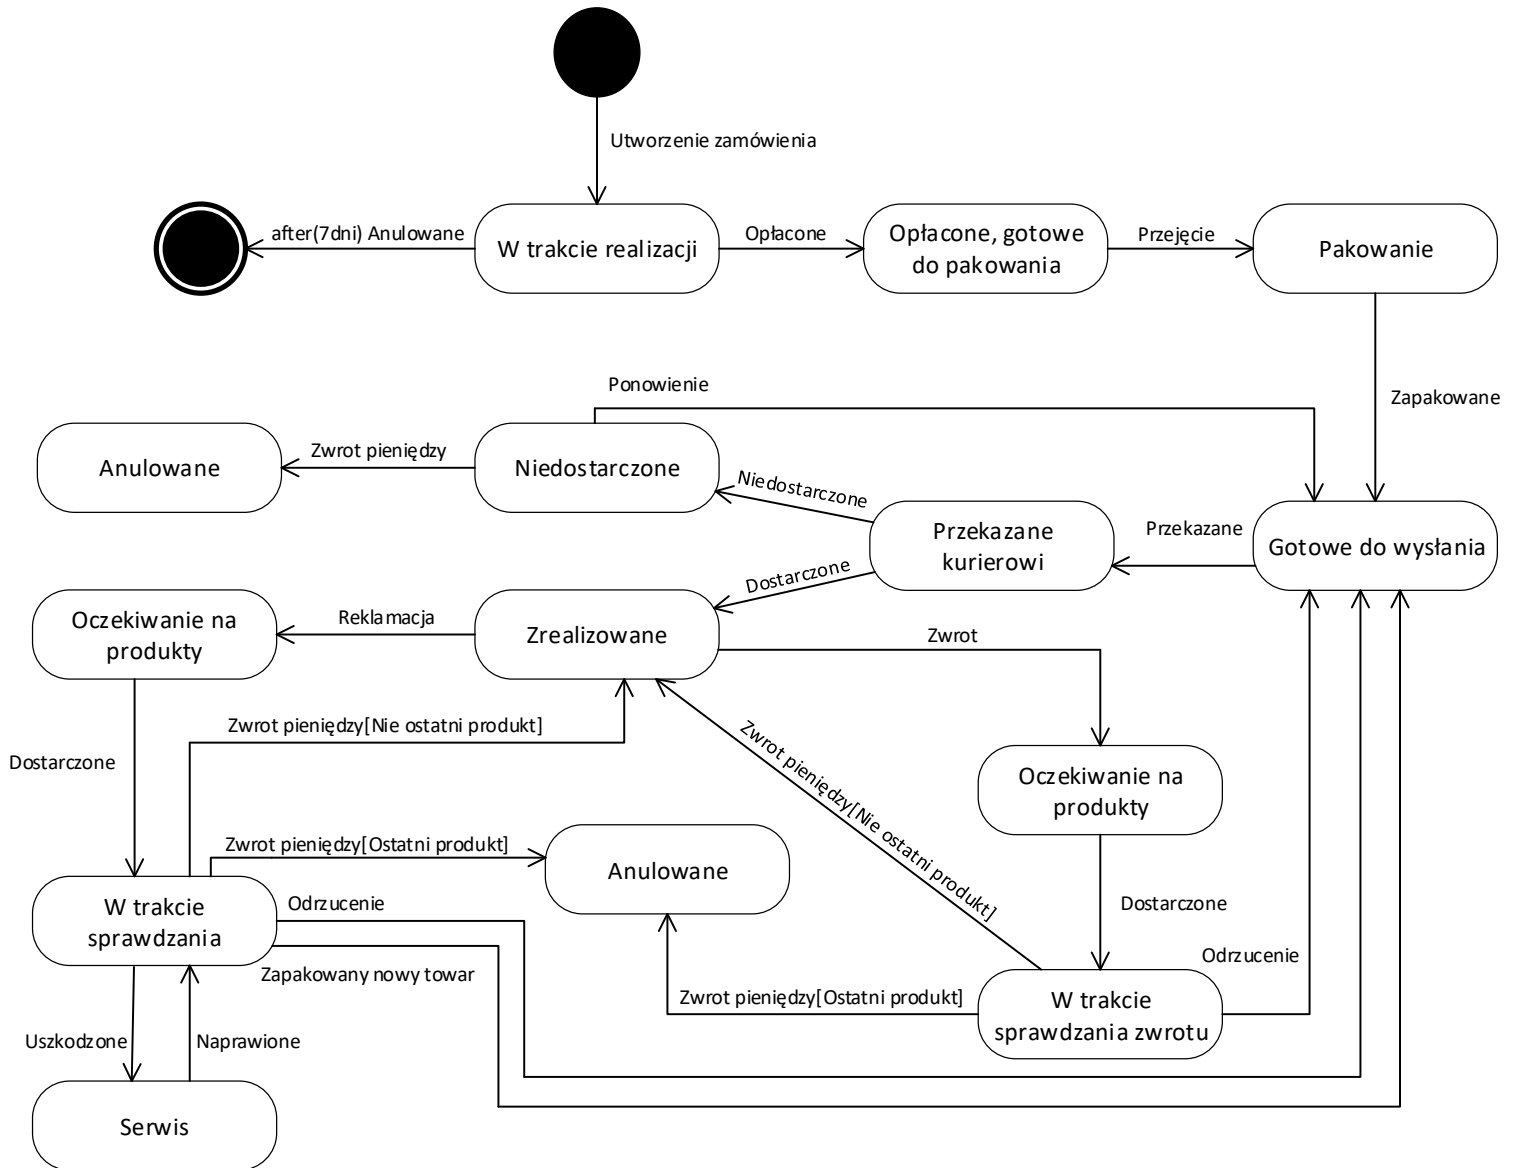 Utworzenie zamówienia
after(7dni) Anulowane
W trakcie realizacji
Opłacone
Opłacone, gotowe
do pakowania
Przejęcie
Pakowanie
Ponowienie
Zapakowane
Anulowane
Zwrot pieniędzy
Niedostarczone
Niedostarczone
Przekazane
kurierowi
Przekazane
Gotowe do wysłania
Dostarczone
Oczekiwanie na
produkty
Reklamacja
Zrealizowane
Zwrot
Zwrot pieniędzy[Nie ostatni produkt]
Zwrot pieniędzy[Nie ostatni produkt]
Dostarczone
Oczekiwanie na
produkty
Zwrot pieniędzy[Ostatni produkt]
Anulowane
W trakcie
sprawdzania
Odrzucenie
Dostarczone
Odrzucenie
Zapakowany nowy towar
Zwrot pieniędzy[Ostatni produkt]
W trakcie
sprawdzania zwrotu
Uszkodzone
Naprawione
Serwis